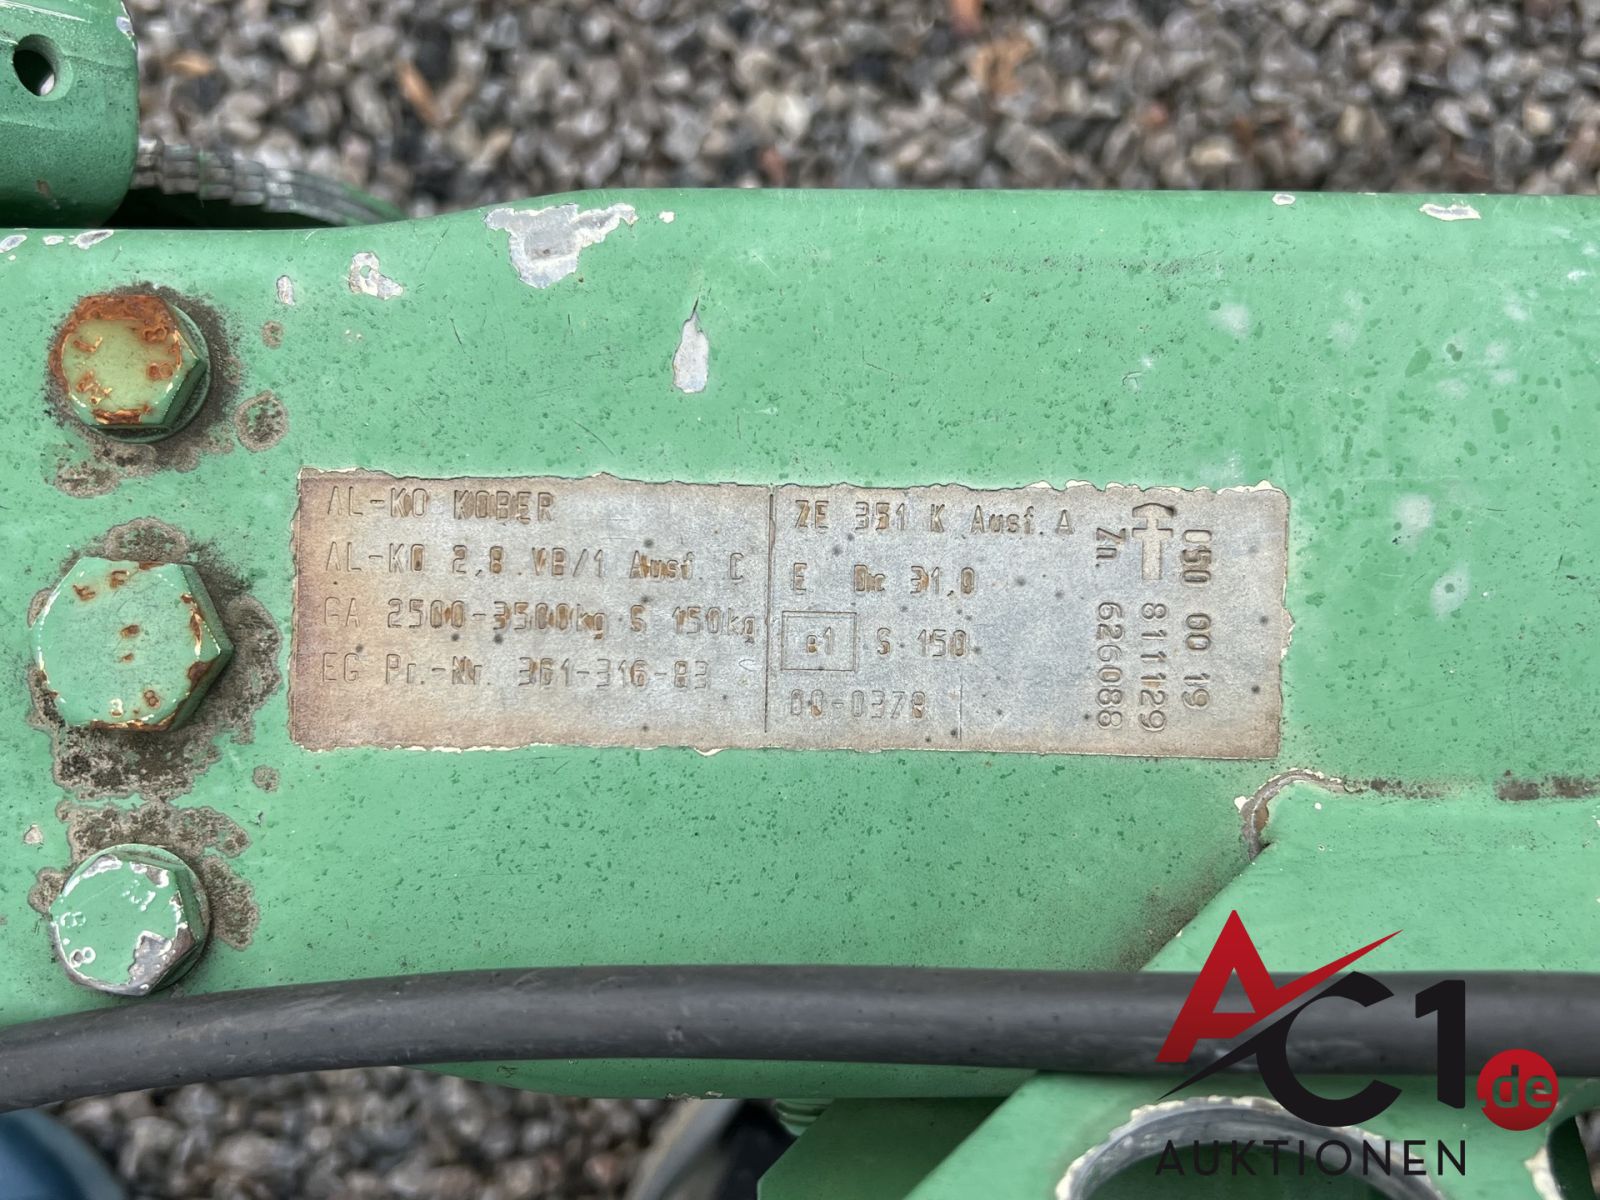 AL-KO KOBER
AL-KO 2,8 VB/1 Ausf. C
GA 2500-3500kg S 150kg
EG Pr.-Nr. 361-316-83
ZE 351 K Ausf. A
E Dc 31,0
e1 S 150
00-0378
050 00 19
811129
Zn. 626088
8.8
AC1.de
AUKTIONEN